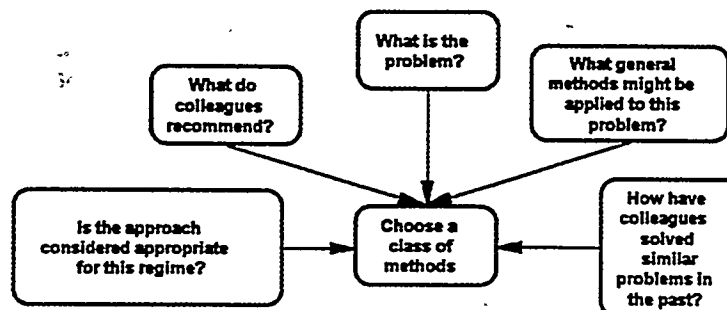 What is the
problem?
What do
colleagues
recommend?
What general
methods might be
applied to this
problem?
Is the approach
considered appropriate
for this regime?
Choose a
class of
methods
How have
colleagues
solved
similar
problems in
the past?